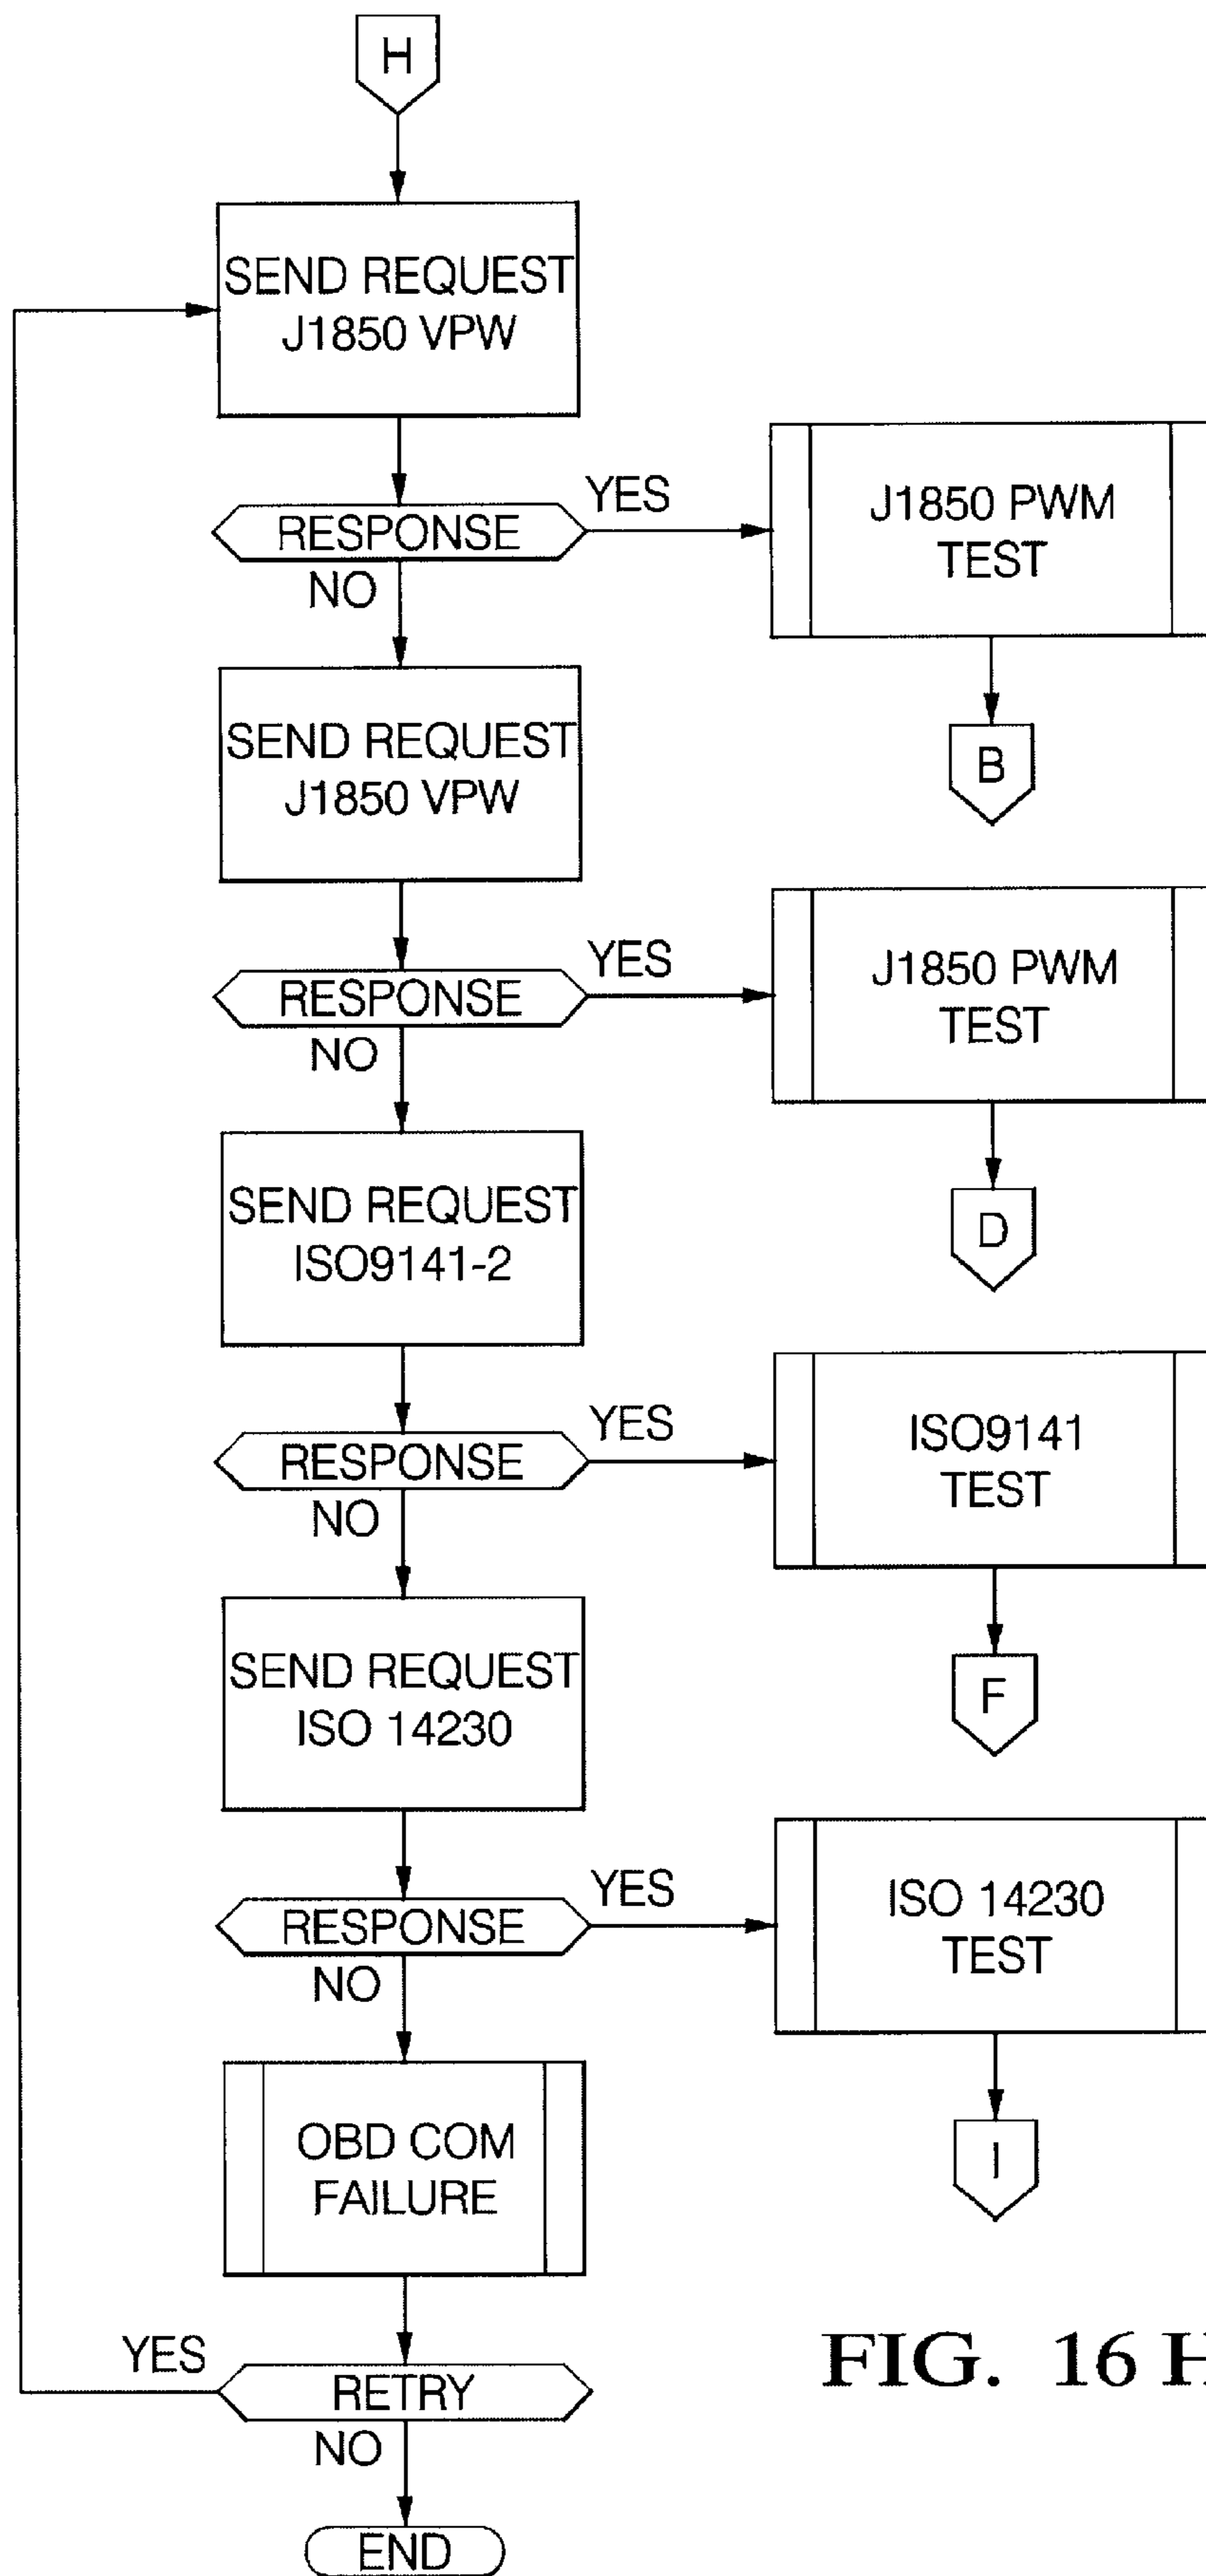 H
SEND REQUEST
J1850 VPW
RESPONSE
YES
J1850 PWM
TEST
NO
B
SEND REQUEST
J1850 VPW
RESPONSE
YES
J1850 PWM
TEST
NO
D
SEND REQUEST
ISO9141-2
RESPONSE
YES
ISO9141
TEST
NO
F
SEND REQUEST
ISO 14230
RESPONSE
YES
ISO 14230
TEST
NO
I
OBD COM
FAILURE
YES
RETRY
NO
END
FIG. 16 H